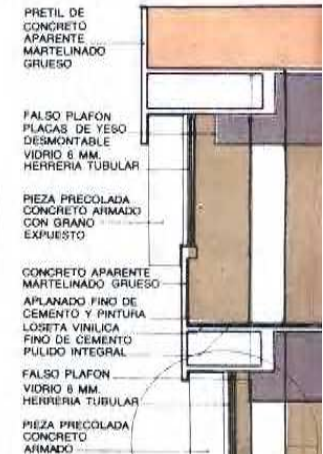 PRETIL DE
CONCRETO
APARENTE
MARTELINADO
GRUESO
FALSO PLAFON
PLACAS DE YESO
DESMONTABLE
VIDRIO 6 MM.
HERRERIA TUBULAR
PIEZA PRECOLADA
CONCRETO ARMADO
CON GRANO
EXPUESTO
CONCRETO APARENTE
MARTELINADO GRUESO
APLANADO FINO DE
CEMENTO Y PINTURA
LOSETA VINILICA
FINO DE CEMENTO
PULIDO INTEGRAL
FALSO PLAFON
VIDRIO 6 MM.
HERRERIA TUBULAR
PIEZA PRECOLADA
CONCRETO
ARMADO